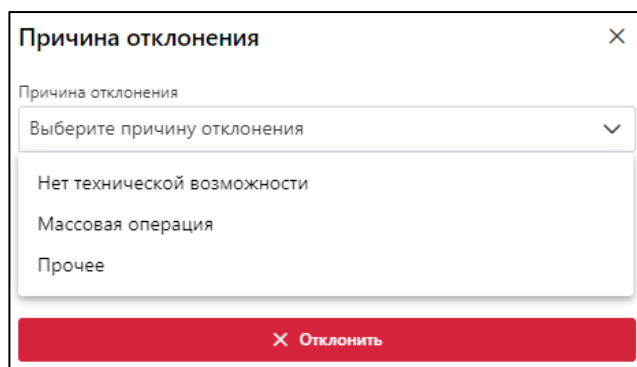 Причина отклонения
Причина отклонения
Выберите причину отклонения
Нет технической возможности
Массовая операция
Прочее
Отклонить